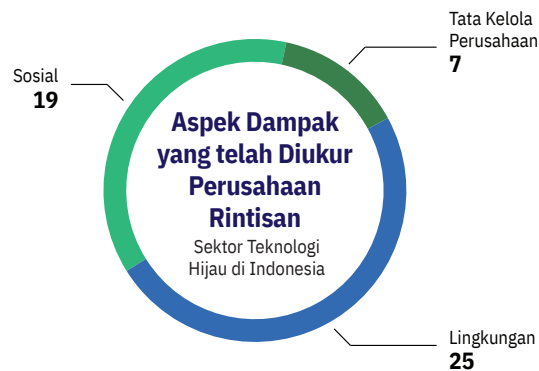 Tata Kelola
Perusahaan
7
Sosial
19
Aspek Dampak
yang telah Diukur
Perusahaan
Rintisan
Sektor Teknologi
Hijau di Indonesia
Lingkungan
25